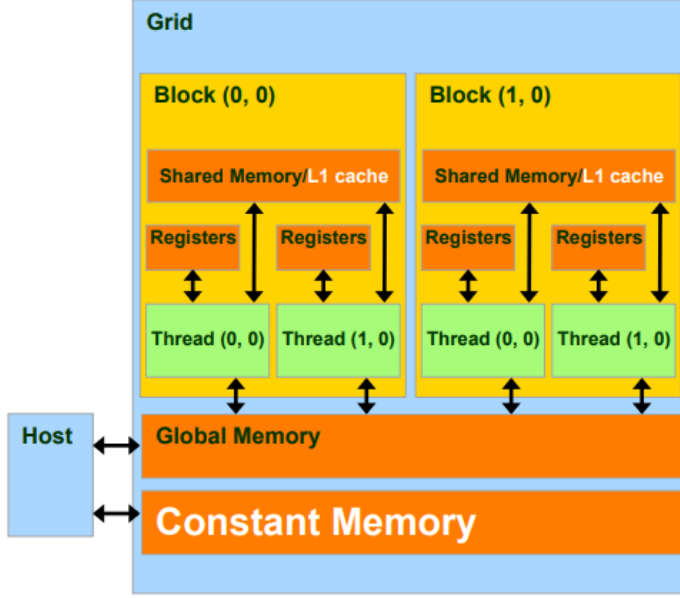 Grid
Block (0, 0)
Block (1, 0)
Shared Memory/L1 cache
Shared Memory/L1 cache
Registers
Registers
Registers
Registers
Thread (0, 0)
Thread (1, 0)
Thread (0, 0)
Thread (1, 0)
Host
Global Memory
Constant Memory